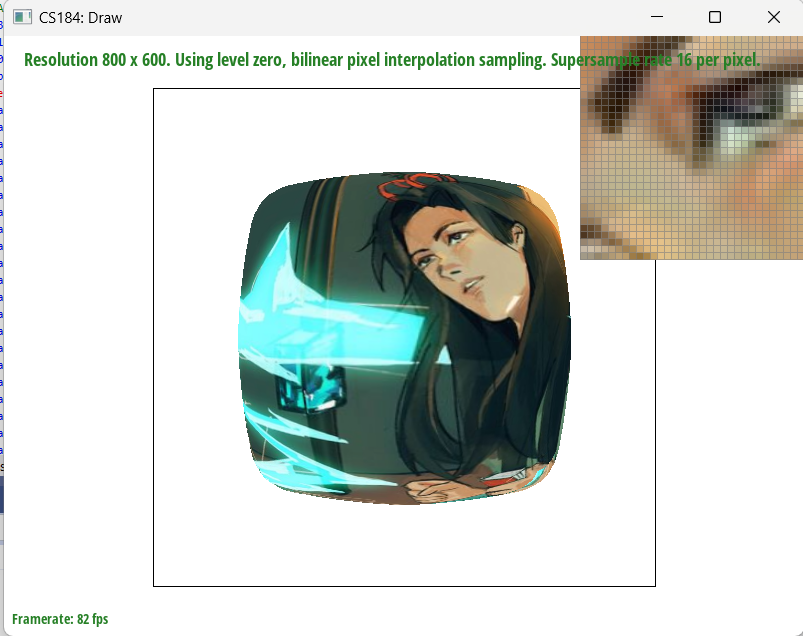 CS184: Draw
Resolution 800 x 600. Using level zero, bilinear pixel interpolation sampling. Supersample rate 16 per pixel.
Framerate: 82 fps